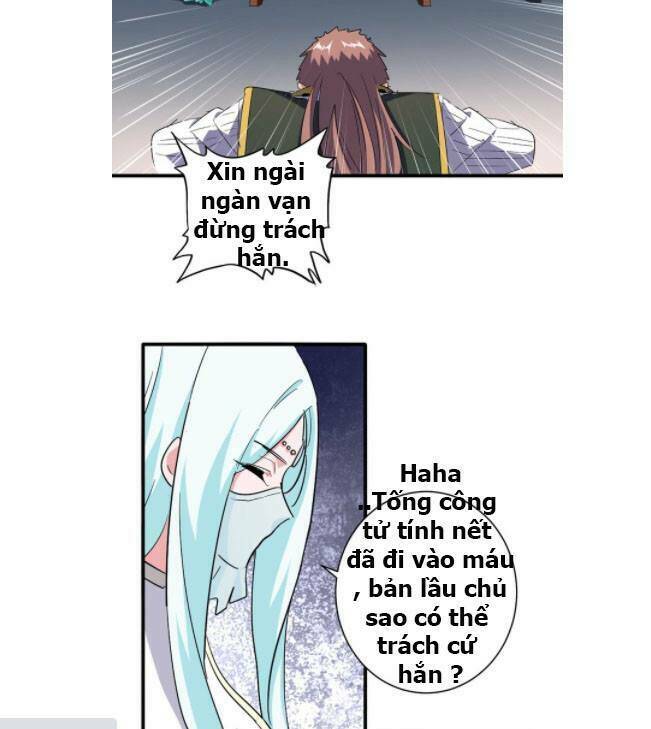 Xin ngài
ngàn vạn
đừng trách
hắn.
Haha
..Tống công
tử tính nết
đã đi vào máu
, bản lầu chủ
sao có thể
trách cứ
hắn ?